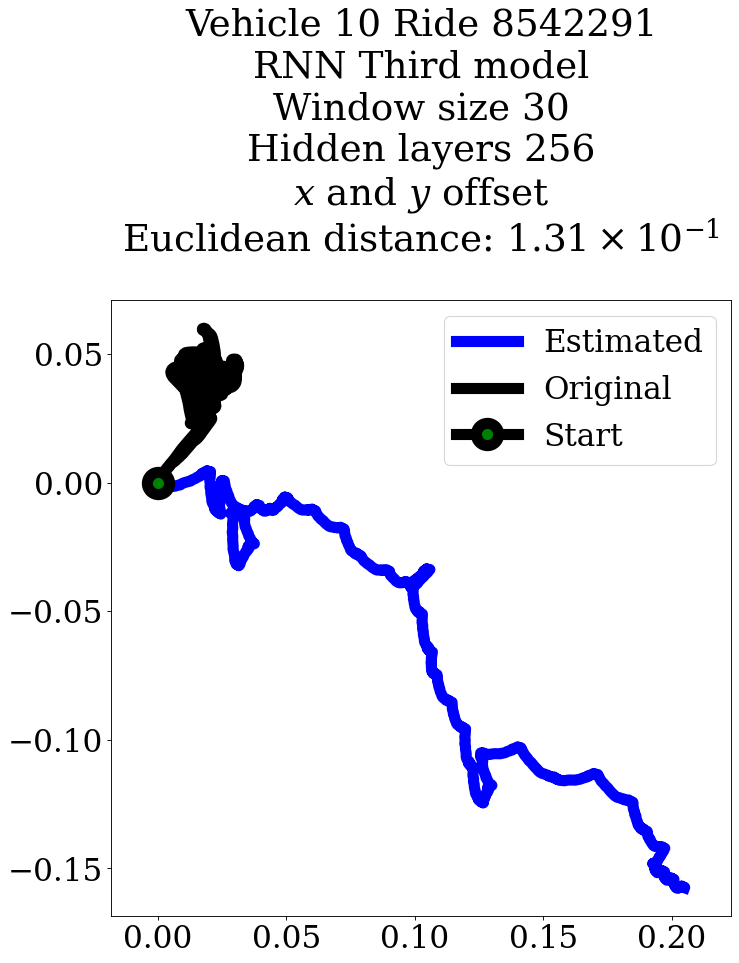 Vehicle 10 Ride 8542291
RNN Third model
Window size 30
Hidden layers 256
x and y offset
Euclidean distance: 1.31 × 10⁻¹
Estimated
Original
Start
0.05
0.00
−0.05
−0.10
−0.15
0.00 0.05 0.10 0.15 0.20